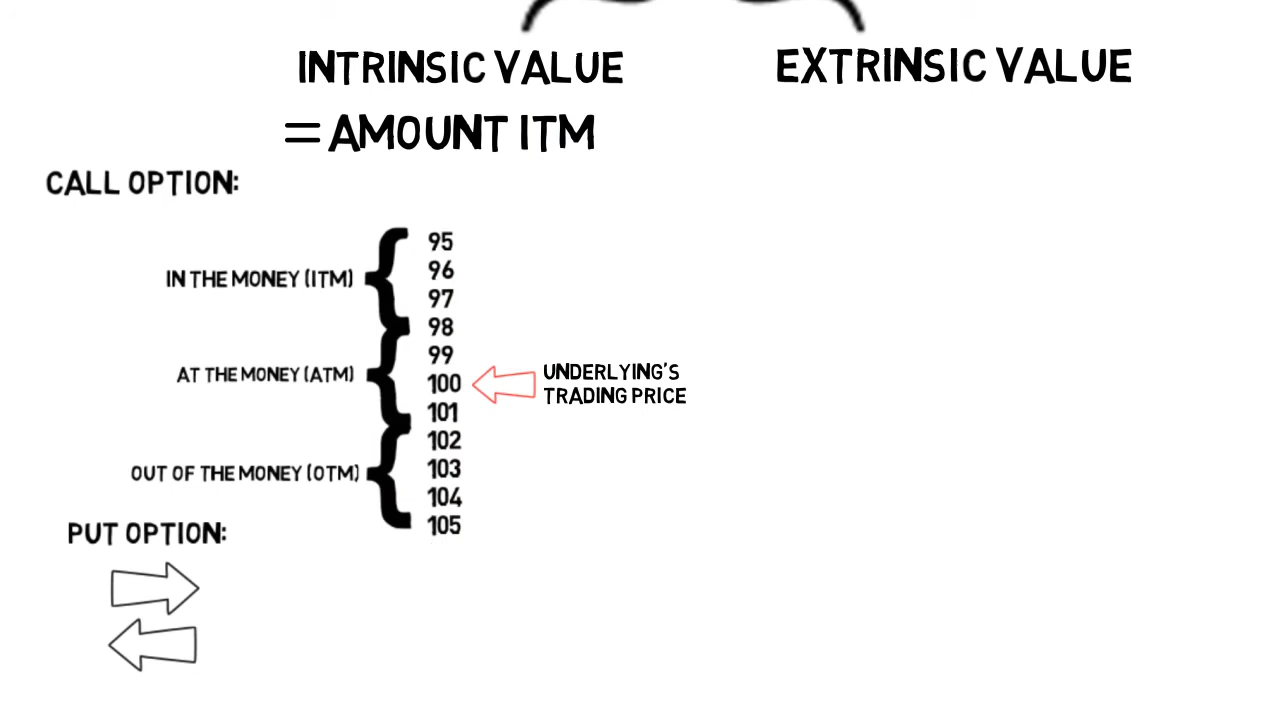 INTRINSIC VALUE
EXTRINSIC VALUE
= AMOUNT ITM
CALL OPTION:
95
IN THE MONEY (ITM)
96
97
98
99
AT THE MONEY (ATM)
100
UNDERLYING'S
TRADING PRICE
101
102
OUT OF THE MONEY (OTM)
103
104
105
PUT OPTION: